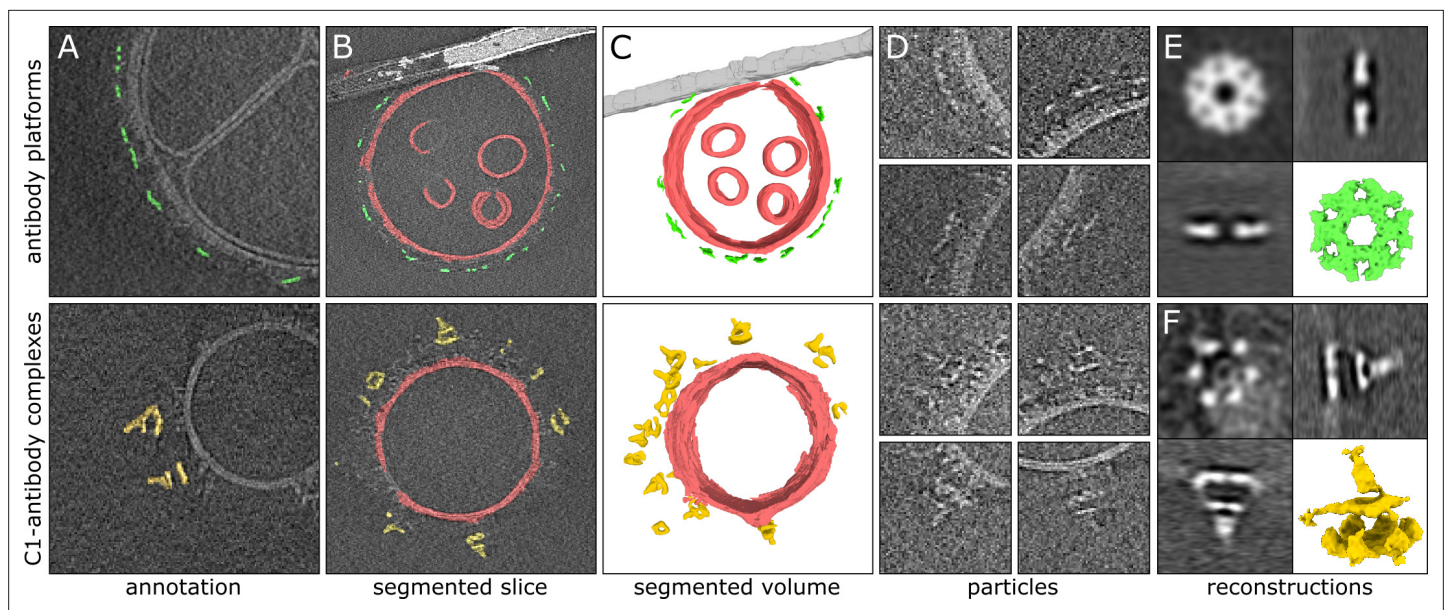 A
B
C
D
E
antibody platforms
F
C1-antibody complexes
annotation
segmented slice
segmented volume
particles
reconstructions